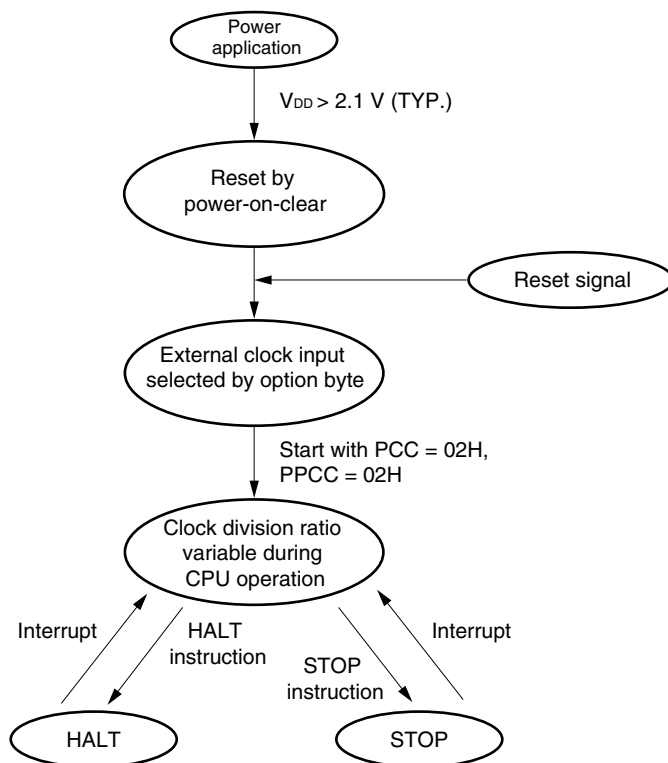 Power
application
VDD > 2.1 V (TYP.)
Reset by
power-on-clear
Reset signal
External clock input
selected by option byte
Start with PCC = 02H,
PPCC = 02H
Clock division ratio
variable during
CPU operation
Interrupt
HALT
instruction
STOP
instruction
Interrupt
HALT
STOP